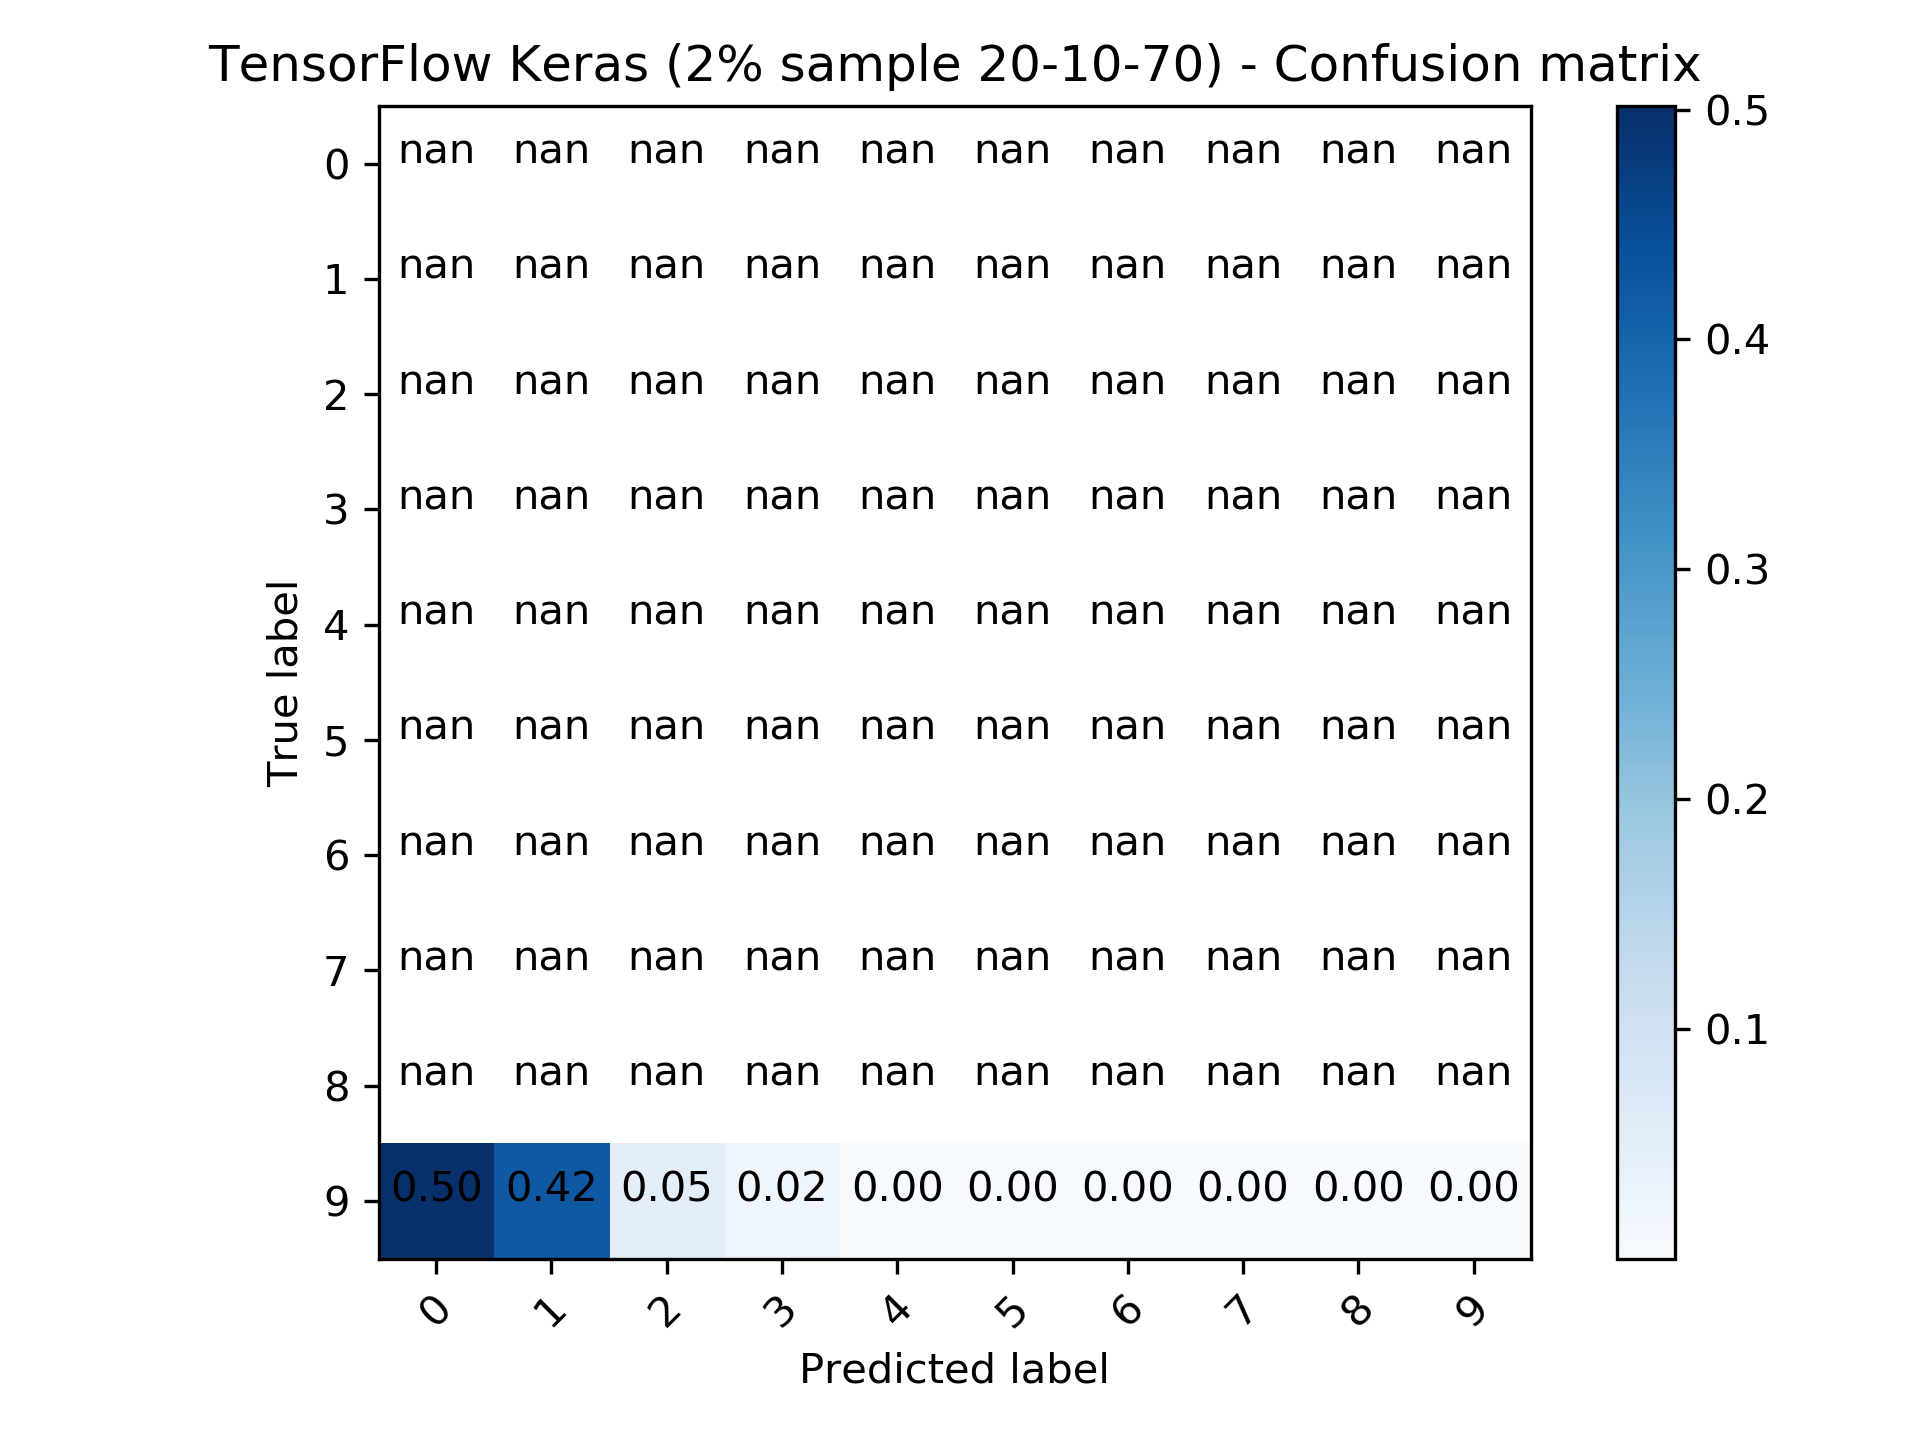 TensorFlow Keras (2% sample 20-10-70) - Confusion matrix
0 nan nan nan nan nan nan nan nan nan nan
1 nan nan nan nan nan nan nan nan nan nan
2 nan nan nan nan nan nan nan nan nan nan
3 nan nan nan nan nan nan nan nan nan nan
4 nan nan nan nan nan nan nan nan nan nan
5 nan nan nan nan nan nan nan nan nan nan
6 nan nan nan nan nan nan nan nan nan nan
7 nan nan nan nan nan nan nan nan nan nan
8 nan nan nan nan nan nan nan nan nan nan
9 0.50 0.42 0.05 0.02 0.00 0.00 0.00 0.00 0.00 0.00
0 1 2 3 4 5 6 7 8 9
Predicted label
True label
0.5
0.4
0.3
0.2
0.1